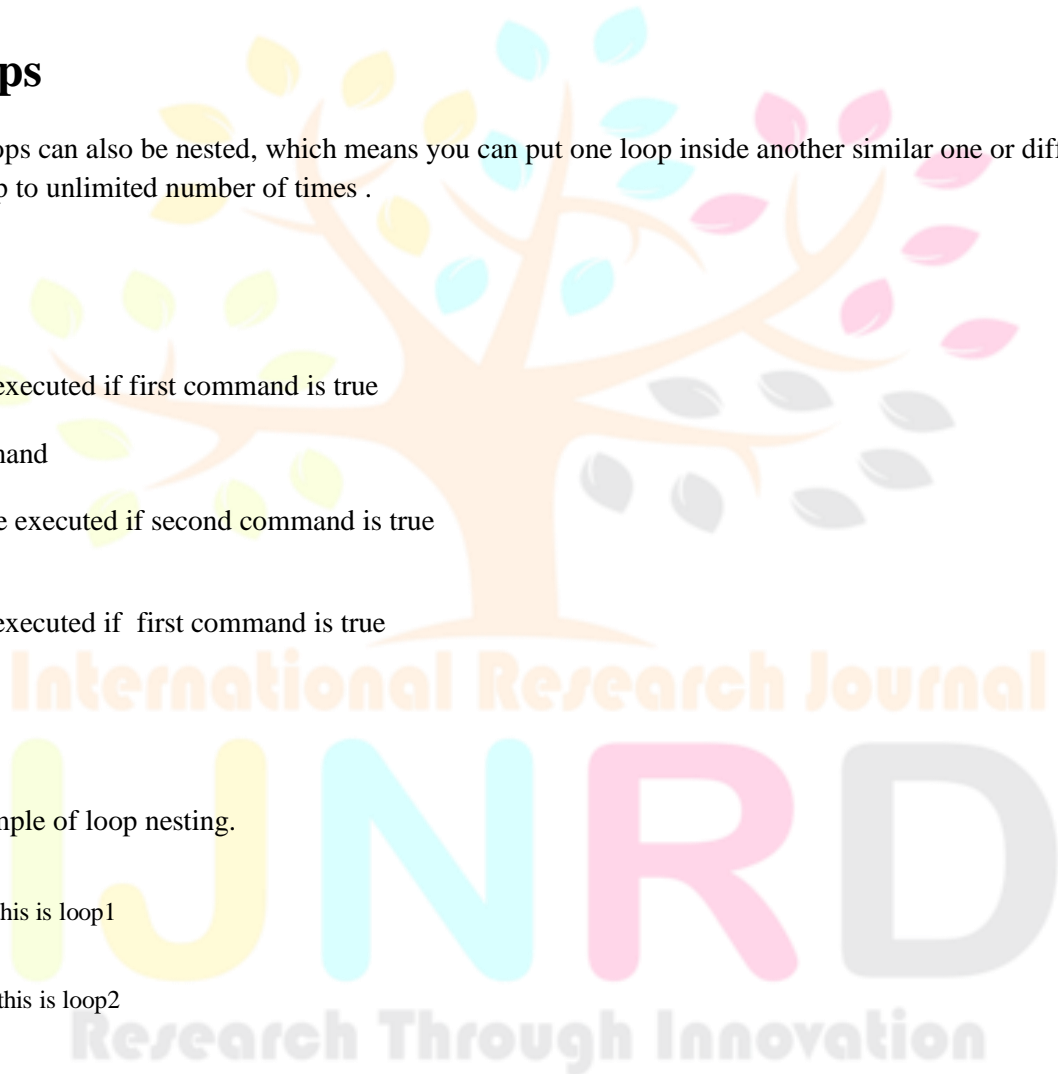 ps
ops can also be nested, which means you can put one loop inside another similar one or diff
p to unlimited number of times .
executed if first command is true
mand
e executed if second command is true
executed if first command is true
International Research Journal
IJNRD
mple of loop nesting.
his is loop1
this is loop2
Research Through Innovation